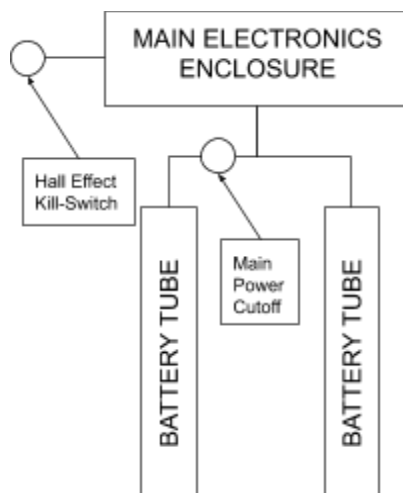 MAIN ELECTRONICS
ENCLOSURE
Hall Effect
Kill-Switch
Main
Power
Cutoff
BATTERY TUBE
BATTERY TUBE